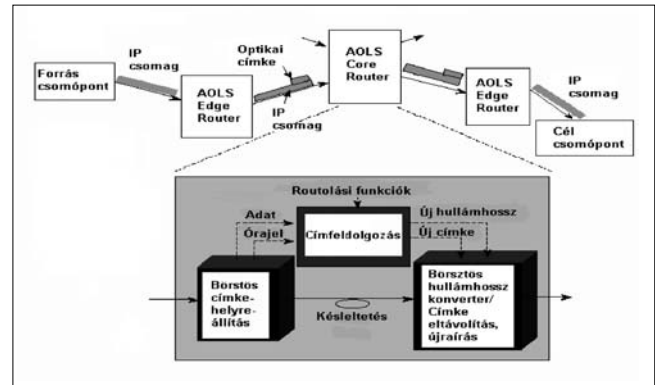 Forrás
csomópont
IP
csomag
AOLS
Edge
Router
Optikai
címke
IP
csomag
AOLS
Core
Router
AOLS
Edge
Router
IP
csomag
Cél
csomópont
Routolási funkciók
Adat
Órajel
Címfeldolgozás
Új hullámhossz
Új címke
Börstös
címke-
helyre-
állítás
Késleltetés
Borsztös
hullámhossz
konverter/
Címke
eltávolítás,
újraírás